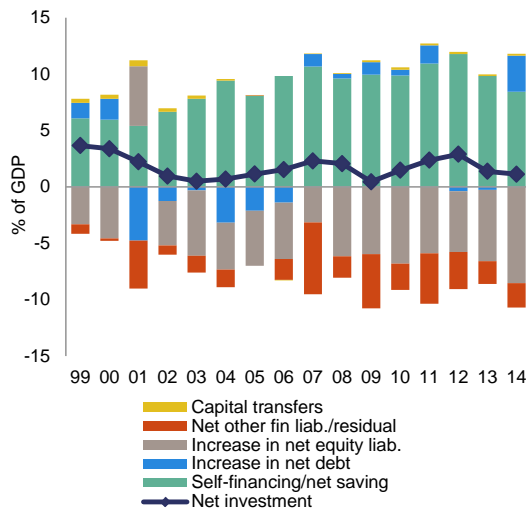 % of GDP
15
10
5
0
-5
-10
-15
99 00 01 02 03 04 05 06 07 08 09 10 11 12 13 14
Capital transfers
Net other fin liab./residual
Increase in net equity liab.
Increase in net debt
Self-financing/net saving
Net investment